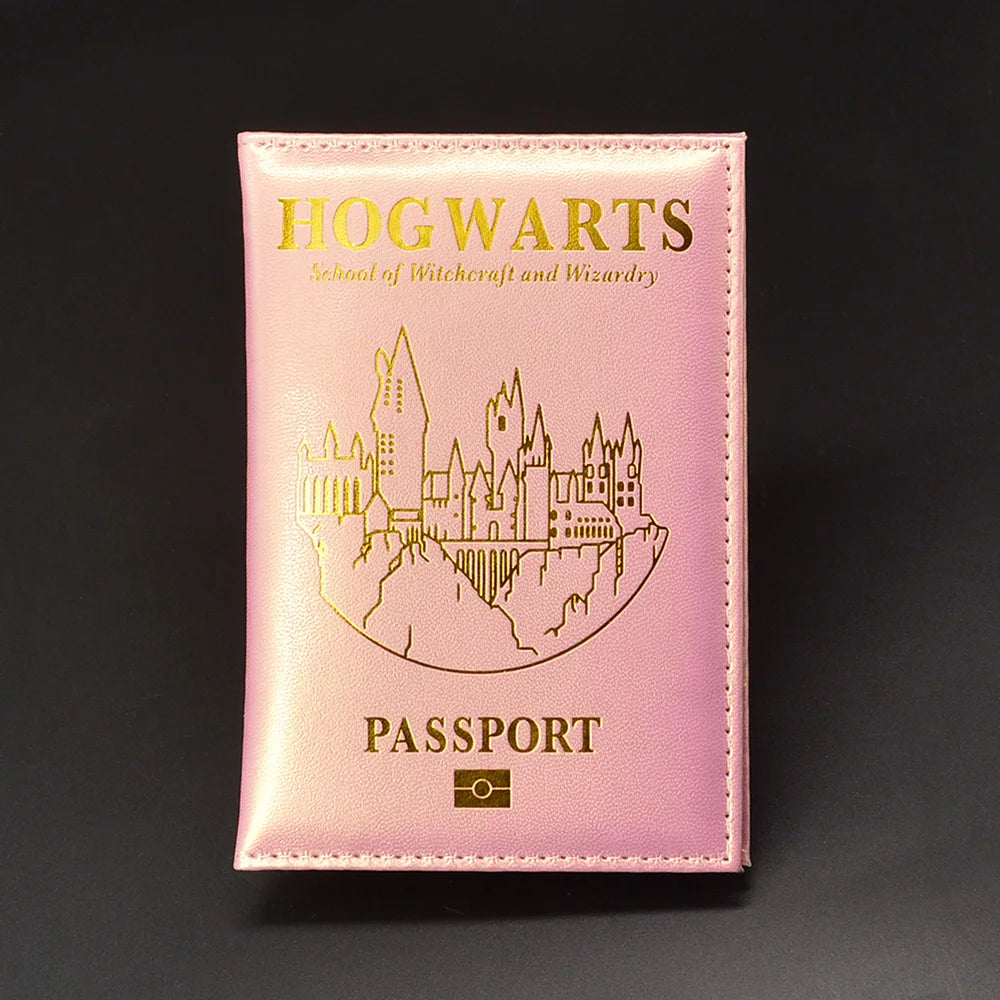 HOGWARTS
School of Witchcraft and Wizardry
PASSPORT